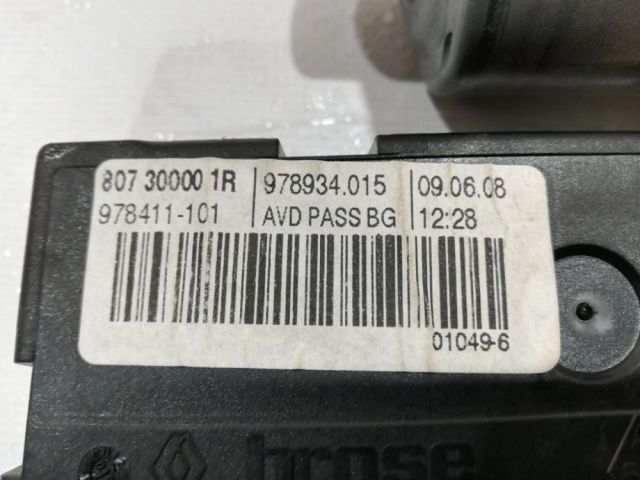 807 30000 1R 978934.015 09.06.08
978411-101 AVD PASS BG 12:28
01049-6
brose